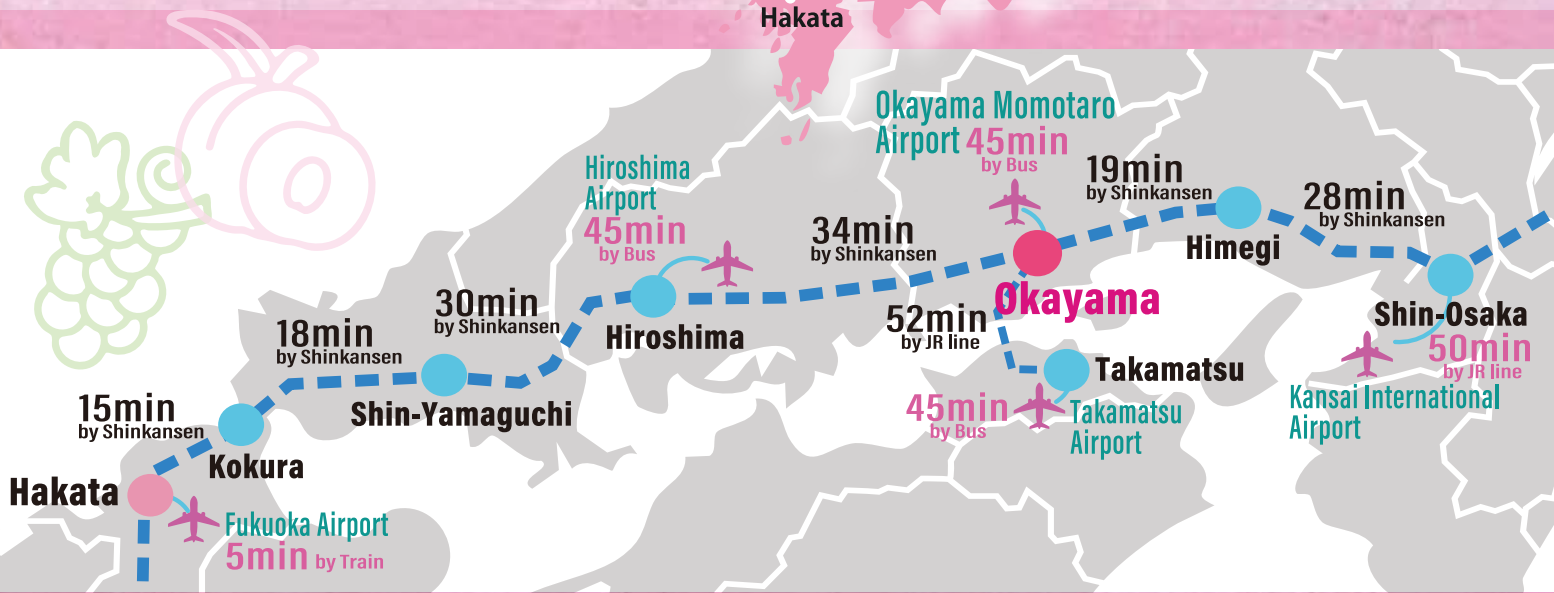 Hakata
Okayama Momotaro
Airport 45min
by Bus
Hiroshima
Airport
45min
by Bus
19min
by Shinkansen
28min
by Shinkansen
34min
by Shinkansen
Himegi
Okayama
30min
by Shinkansen
Hiroshima
52min
by JR line
Shin-Osaka
50min
by JR line
Kansai International
Airport
18min
by Shinkansen
Shin-Yamaguchi
Takamatsu
45min
by Bus
Takamatsu
Airport
15min
by Shinkansen
Kokura
Hakata
Fukuoka Airport
5min by Train